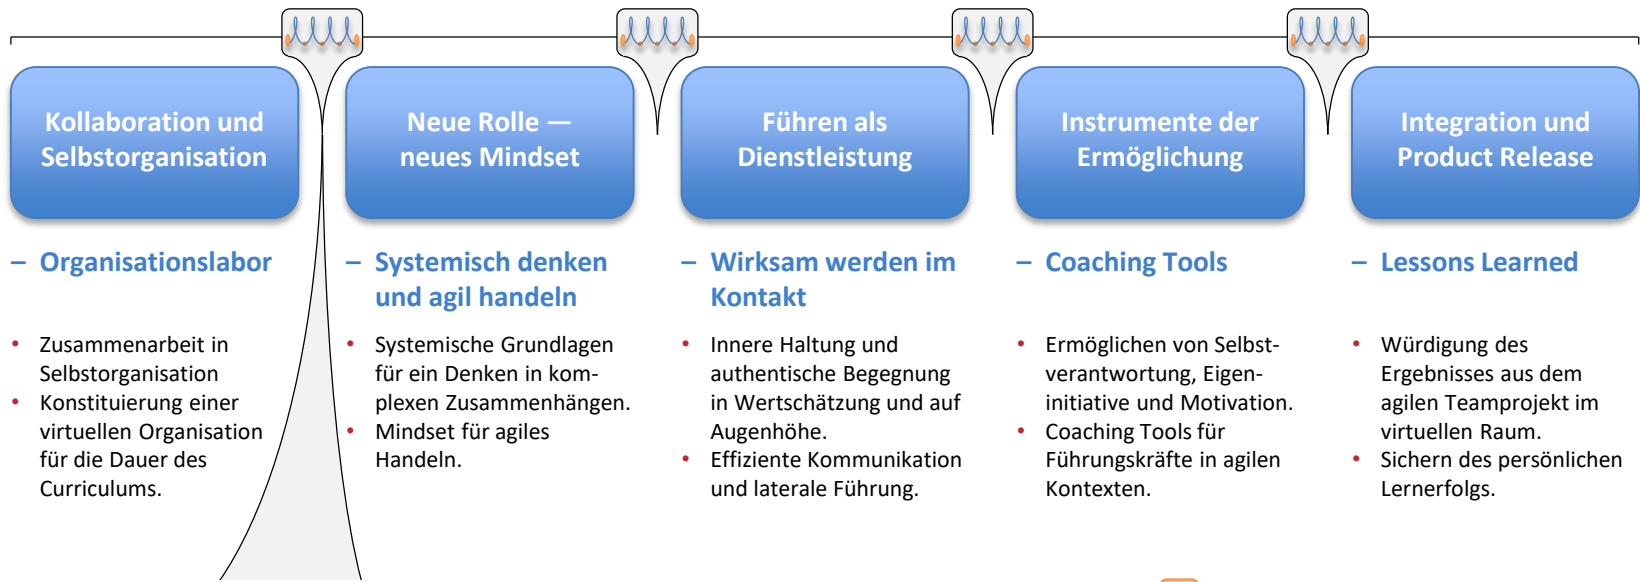 Kollaboration und
Selbstorganisation
Neue Rolle —
neues Mindset
Führen als
Dienstleistung
Instrumente der
Ermöglichung
Integration und
Product Release
– Organisationslabor
– Systemisch denken
und agil handeln
– Wirksam werden im
Kontakt
– Coaching Tools
– Lessons Learned
• Zusammenarbeit in
Selbstorganisation
• Konstituierung einer
virtuellen Organisation
für die Dauer des
Curriculums.
• Systemische Grundlagen
für ein Denken in kom-
plexen Zusammenhängen.
• Mindset für agiles
Handeln.
• Innere Haltung und
authentische Begegnung
in Wertschätzung und auf
Augenhöhe.
• Effiziente Kommunikation
und laterale Führung.
• Ermöglichen von Selbst-
verantwortung, Eigen-
initiative und Motivation.
• Coaching Tools für
Führungskräfte in agilen
Kontexten.
• Würdigung des
Ergebnisses aus dem
agilen Teamprojekt im
virtuellen Raum.
• Sichern des persönlichen
Lernerfolgs.